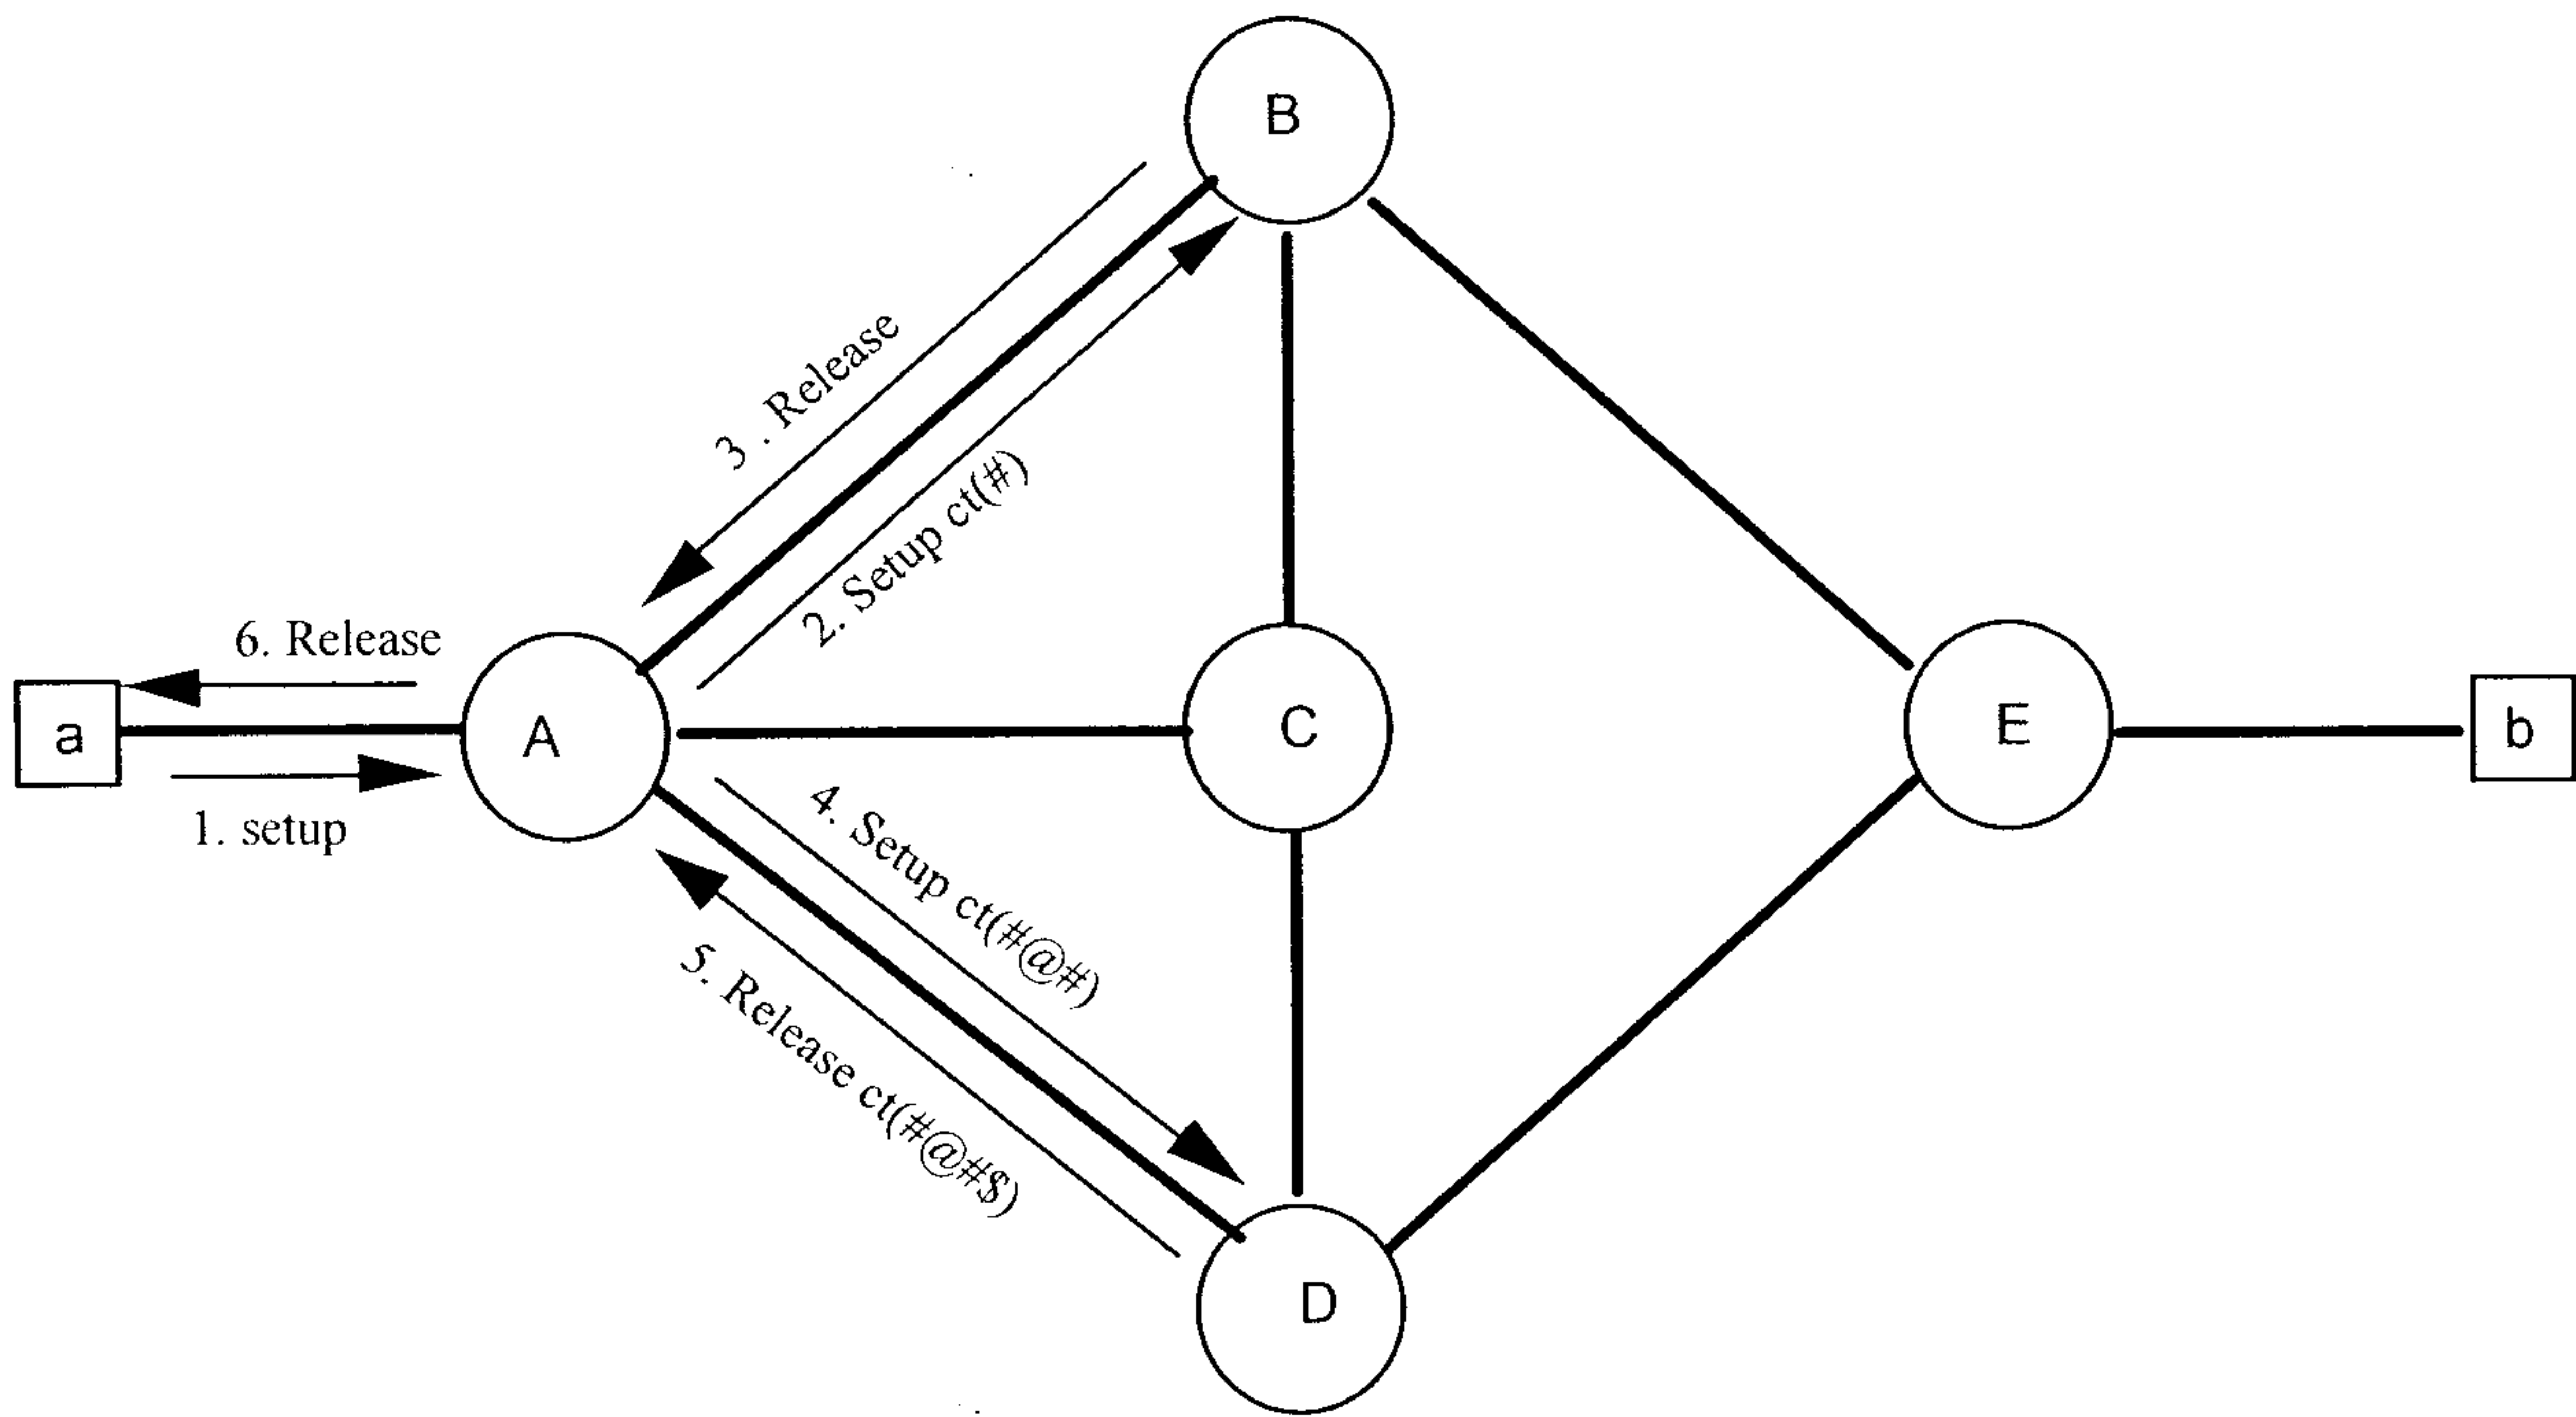 B
3 . Release
2. Setup ct(#)
6. Release
a
A
C
E
b
1. setup
4. Setup ct(#@#)
5. Release ct(#@#$)
D